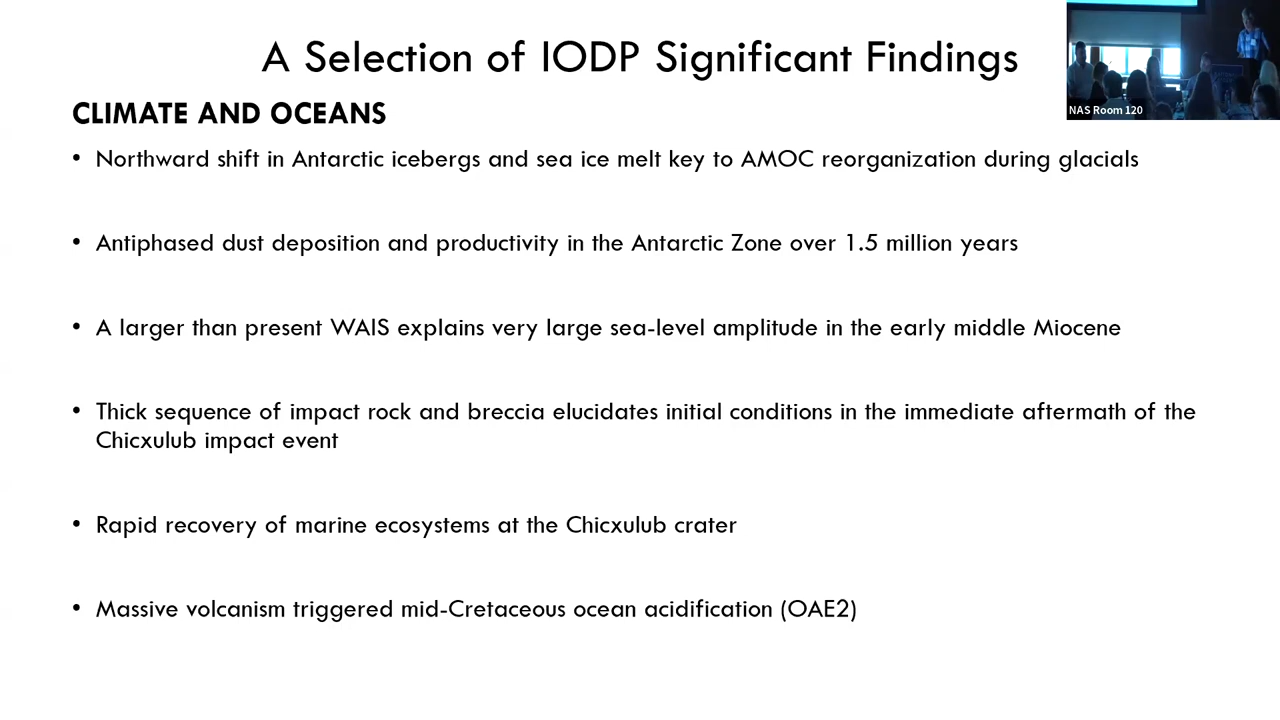 A Selection of IODP Significant Findings
NAS Room 120
CLIMATE AND OCEANS
• Northward shift in Antarctic icebergs and sea ice melt key to AMOC reorganization during glacials
• Antiphased dust deposition and productivity in the Antarctic Zone over 1.5 million years
• A larger than present WAIS explains very large sea-level amplitude in the early middle Miocene
• Thick sequence of impact rock and breccia elucidates initial conditions in the immediate aftermath of the
Chicxulub impact event
• Rapid recovery of marine ecosystems at the Chicxulub crater
• Massive volcanism triggered mid-Cretaceous ocean acidification (OAE2)